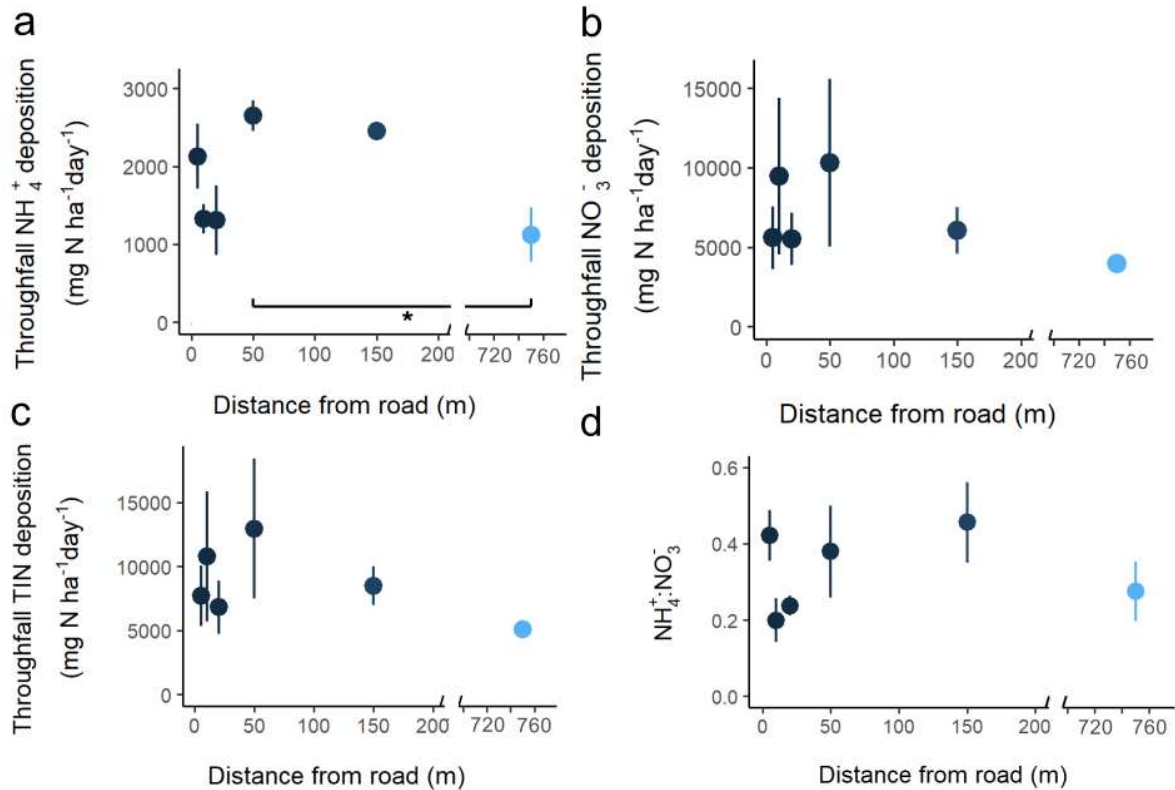 a
Throughfall NH₄⁺ deposition
(mg N ha⁻¹day⁻¹)
3000
2000
1000
0
*
0 50 100 150 200 720 760
Distance from road (m)
b
Throughfall NO₃⁻ deposition
(mg N ha⁻¹day⁻¹)
15000
10000
5000
0
0 50 100 150 200 720 760
Distance from road (m)
c
Throughfall TIN deposition
(mg N ha⁻¹day⁻¹)
15000
10000
5000
0
0 50 100 150 200 720 760
Distance from road (m)
d
NH₄⁺:NO₃⁻
0.6
0.4
0.2
0.0
0 50 100 150 200 720 760
Distance from road (m)